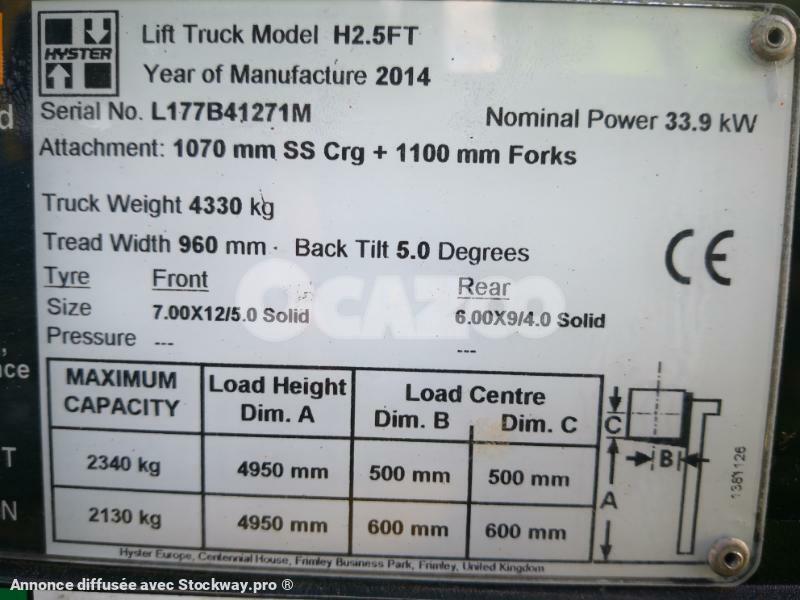 HYSTER
Lift Truck Model H2.5FT
Year of Manufacture 2014
Serial No. L177B41271M
Nominal Power 33.9 kW
Attachment: 1070 mm SS Crg + 1100 mm Forks
Truck Weight 4330 kg
Tread Width 960 mm · Back Tilt 5.0 Degrees
CE
Tyre Front Rear
Size 7.00X12/5.0 Solid 6.00X9/4.0 Solid
Pressure --- ---
OCAZOO
MAXIMUM CAPACITY
Load Height Dim. A
Load Centre
Dim. B Dim. C
2340 kg 4950 mm 500 mm 500 mm
2130 kg 4950 mm 600 mm 600 mm
C
B
A
1381126
Hyster Europe, Centennial House, Frimley Business Park, Frimley, United Kingdom
d
,
ce
T
N
Annonce diffusée avec Stockway.pro ®